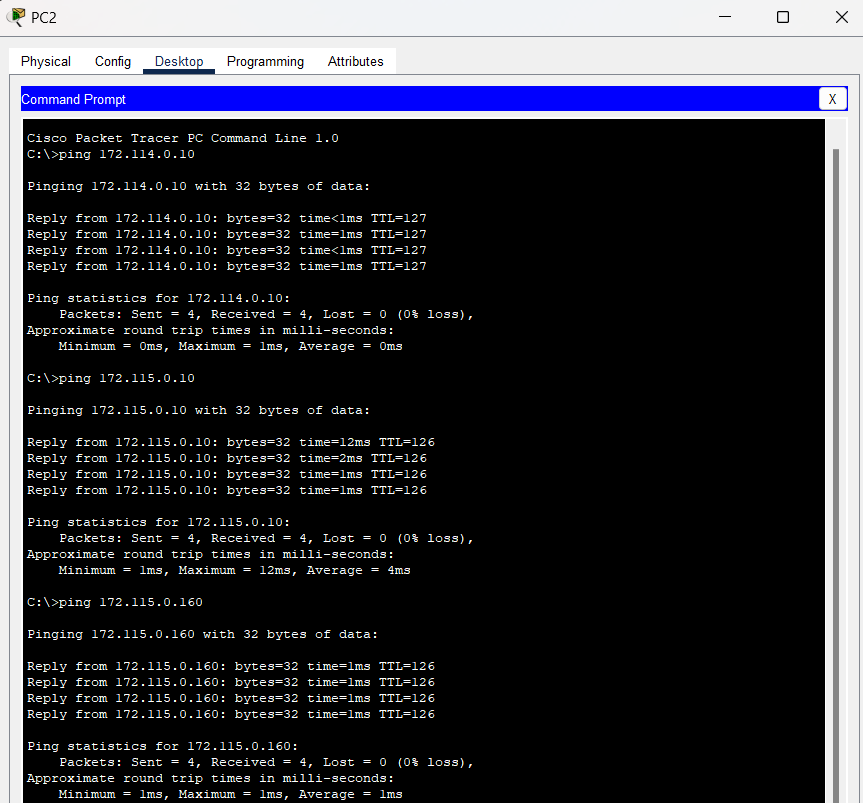 PC2
Physical Config Desktop Programming Attributes
Command Prompt
X
Cisco Packet Tracer PC Command Line 1.0
C:\>ping 172.114.0.10
Pinging 172.114.0.10 with 32 bytes of data:
Reply from 172.114.0.10: bytes=32 time<1ms TTL=127
Reply from 172.114.0.10: bytes=32 time=1ms TTL=127
Reply from 172.114.0.10: bytes=32 time<1ms TTL=127
Reply from 172.114.0.10: bytes=32 time=1ms TTL=127
Ping statistics for 172.114.0.10:
Packets: Sent = 4, Received = 4, Lost = 0 (0% loss),
Approximate round trip times in milli-seconds:
Minimum = 0ms, Maximum = 1ms, Average = 0ms
C:\>ping 172.115.0.10
Pinging 172.115.0.10 with 32 bytes of data:
Reply from 172.115.0.10: bytes=32 time=12ms TTL=126
Reply from 172.115.0.10: bytes=32 time=2ms TTL=126
Reply from 172.115.0.10: bytes=32 time=1ms TTL=126
Reply from 172.115.0.10: bytes=32 time=1ms TTL=126
Ping statistics for 172.115.0.10:
Packets: Sent = 4, Received = 4, Lost = 0 (0% loss),
Approximate round trip times in milli-seconds:
Minimum = 1ms, Maximum = 12ms, Average = 4ms
C:\>ping 172.115.0.160
Pinging 172.115.0.160 with 32 bytes of data:
Reply from 172.115.0.160: bytes=32 time=1ms TTL=126
Reply from 172.115.0.160: bytes=32 time=1ms TTL=126
Reply from 172.115.0.160: bytes=32 time=1ms TTL=126
Reply from 172.115.0.160: bytes=32 time=1ms TTL=126
Ping statistics for 172.115.0.160:
Packets: Sent = 4, Received = 4, Lost = 0 (0% loss),
Approximate round trip times in milli-seconds:
Minimum = 1ms, Maximum = 1ms, Average = 1ms